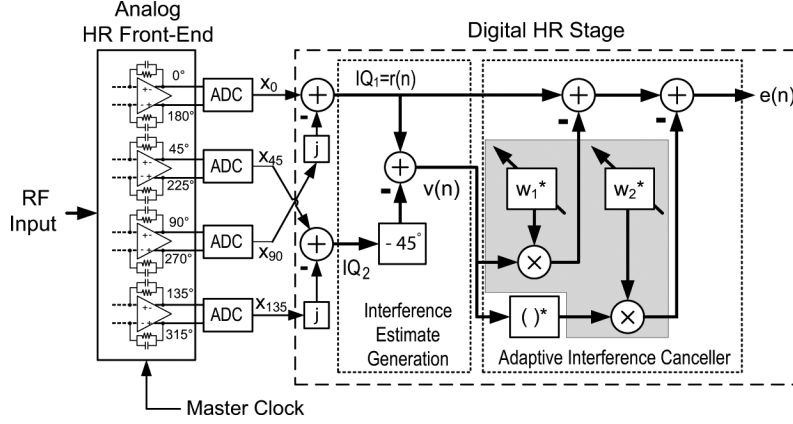 Analog
HR Front-End
Digital HR Stage
RF
Input
0°
180°
45°
225°
90°
270°
135°
315°
+-
+-
+-
+-
+-
+-
+-
+-
ADC
ADC
ADC
ADC
x0
x45
x90
x135
+
-
j
+
-
j
IQ1=r(n)
IQ2
+
-
v(n)
- 45°
Interference
Estimate
Generation
+
-
+
-
e(n)
w1*
w2*
×
×
( )*
Adaptive Interference Canceller
Master Clock